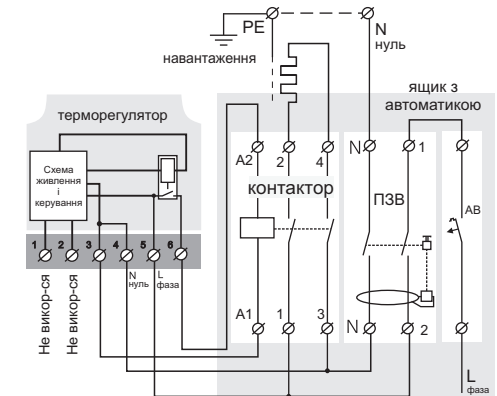 PE
N
нуль
навантаження
ящик з
автоматикою
терморегулятор
Схема
живлення
і
керування
1 2 3 4 5 6
Не викор-ся
Не викор-ся
N
нуль
L
фаза
A2
2
4
N
1
контактор
ПЗВ
АВ
A1
1
3
N
2
L
фаза